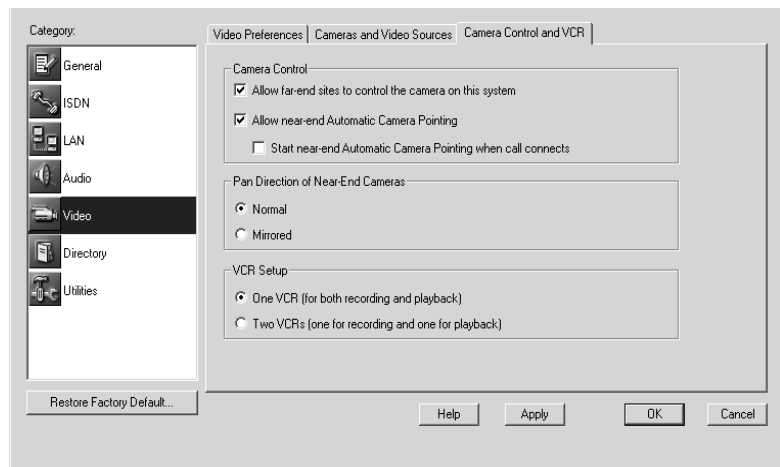 Category:
General
ISDN
LAN
Audio
Video
Directory
Utilities
Restore Factory Default...
Video Preferences
Cameras and Video Sources
Camera Control and VCR
Camera Control
Allow far-end sites to control the camera on this system
Allow near-end Automatic Camera Pointing
Start near-end Automatic Camera Pointing when call connects
Pan Direction of Near-End Cameras
Normal
Mirrored
VCR Setup
One VCR (for both recording and playback)
Two VCRs (one for recording and one for playback)
Help
Apply
OK
Cancel